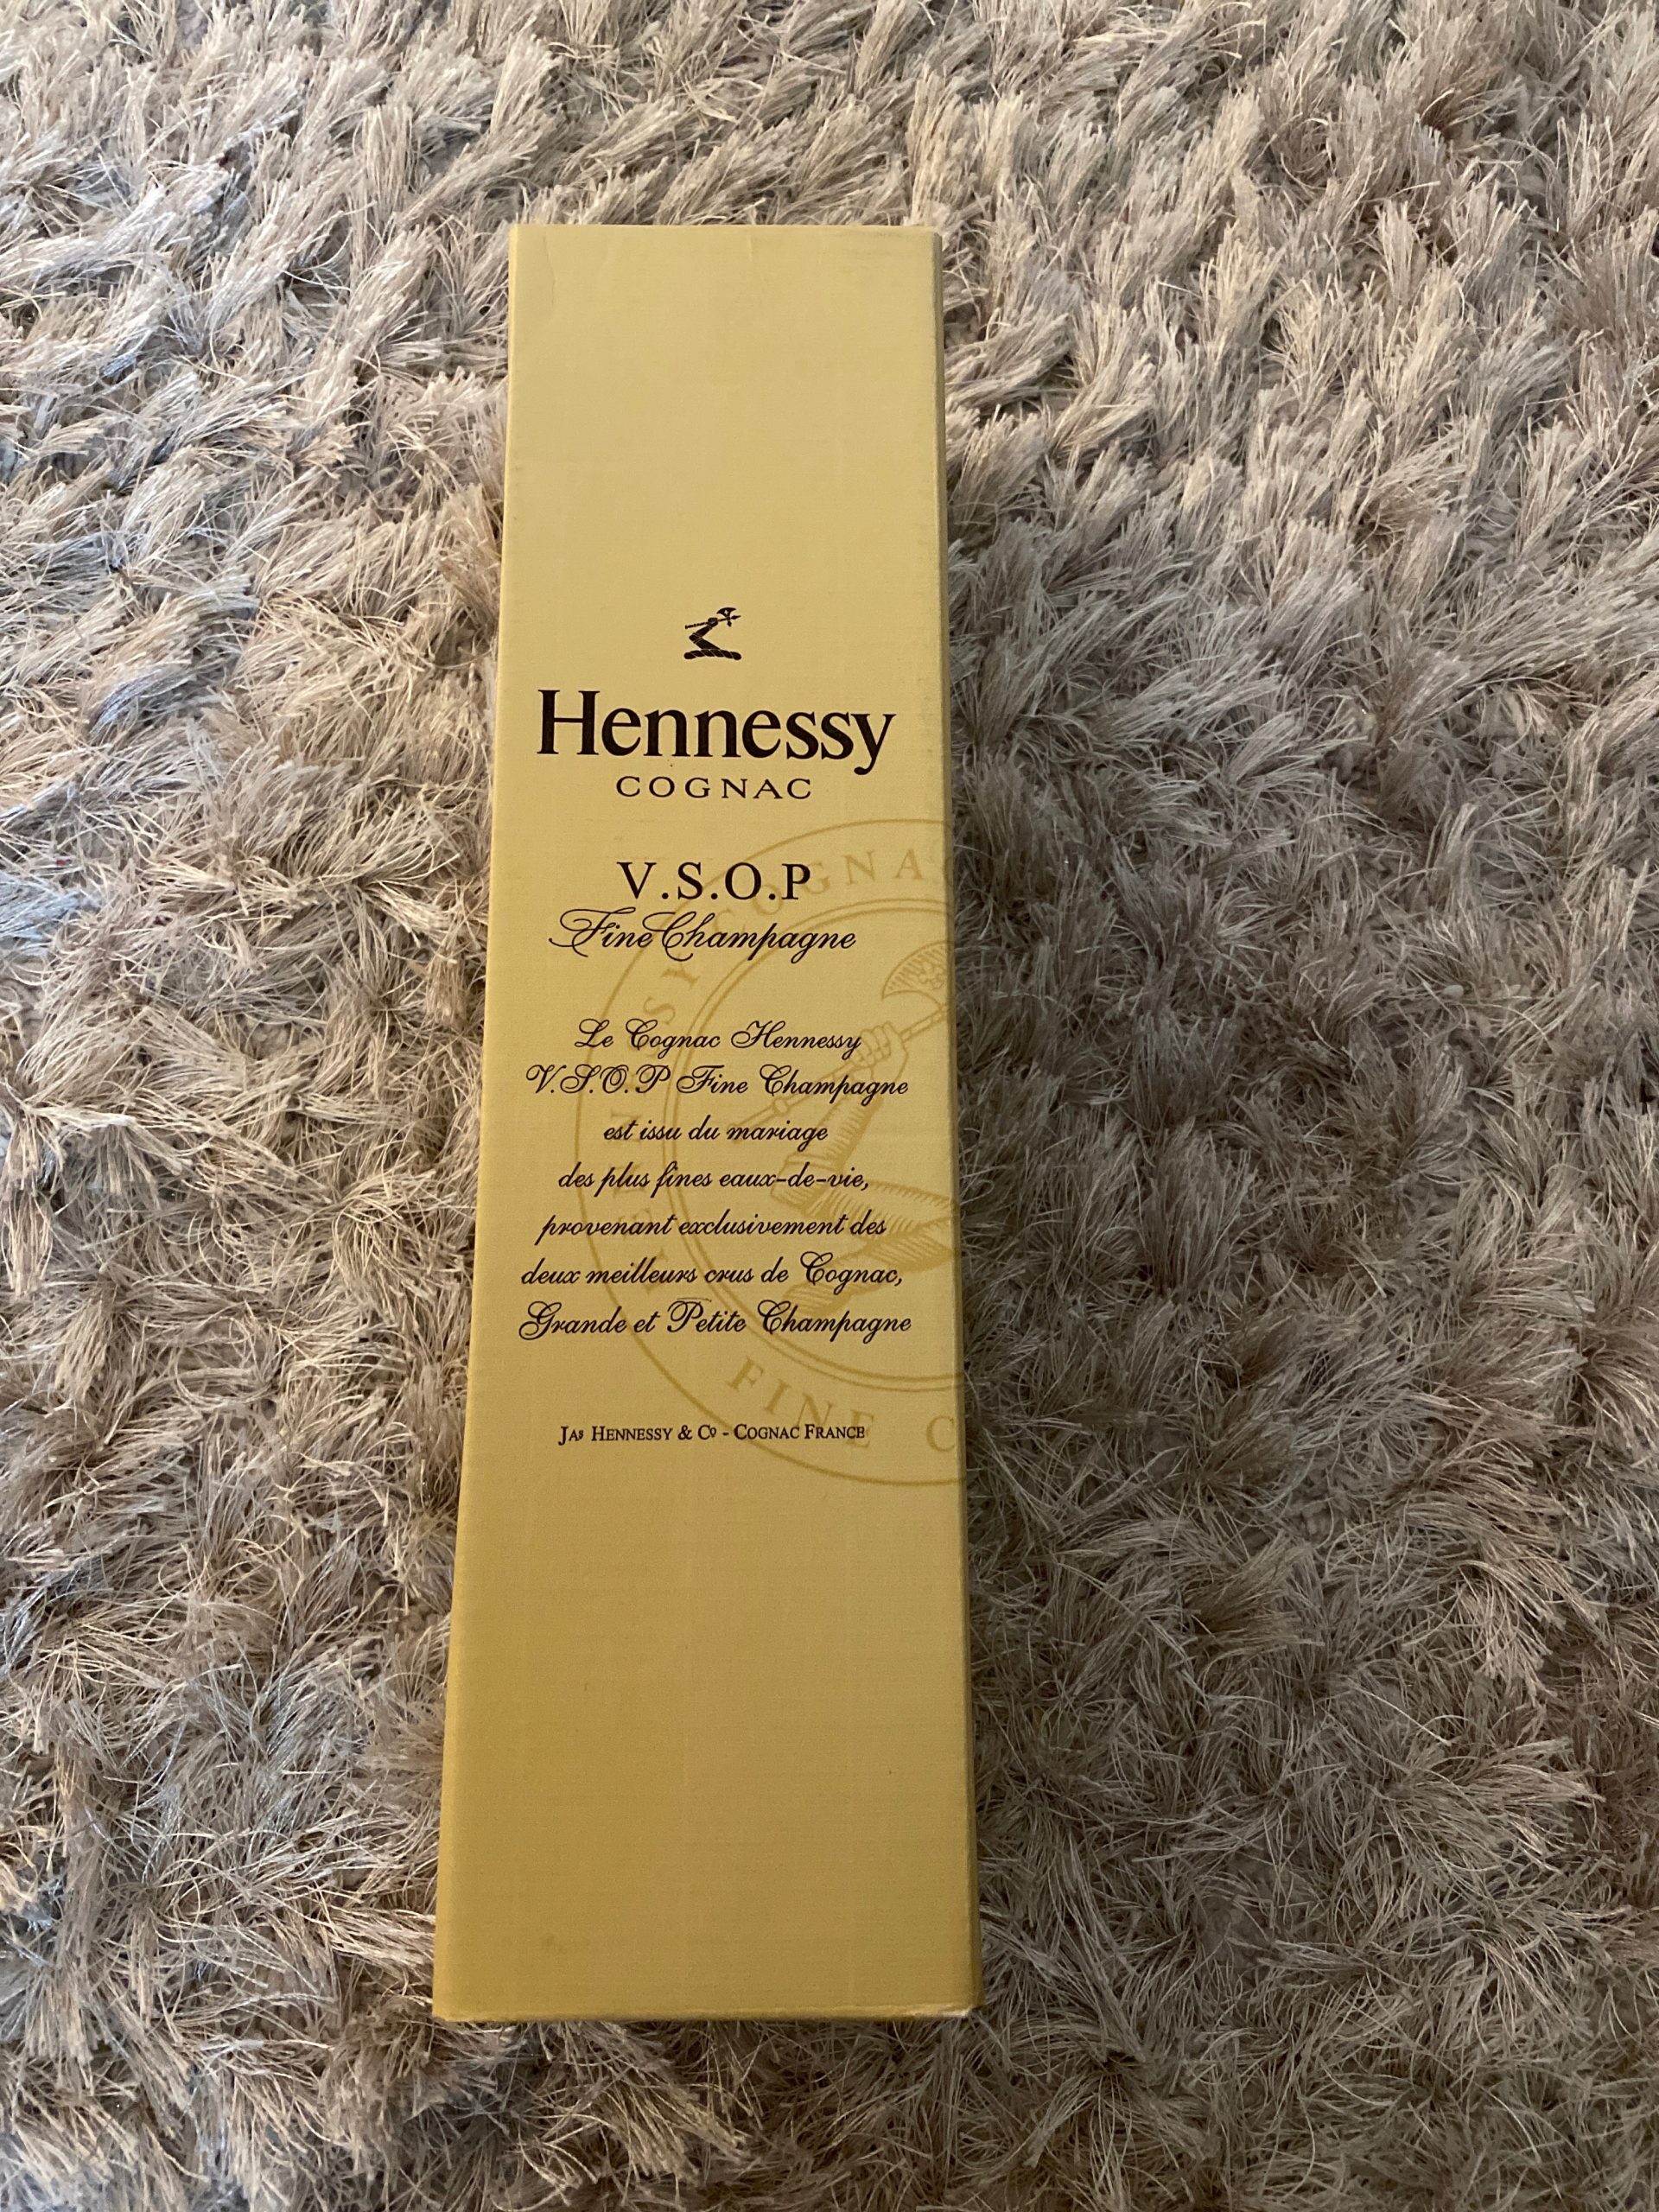 Hennessy
COGNAC
V.S.O.P
Fine Champagne
Le Cognac Hennessy
V.S.O.P Fine Champagne
est issu du mariage
des plus fines eaux-de-vie,
provenant exclusivement des
deux meilleurs crus de Cognac,
Grande et Petite Champagne
JAS HENNESSY & CO - COGNAC FRANCE
FINE